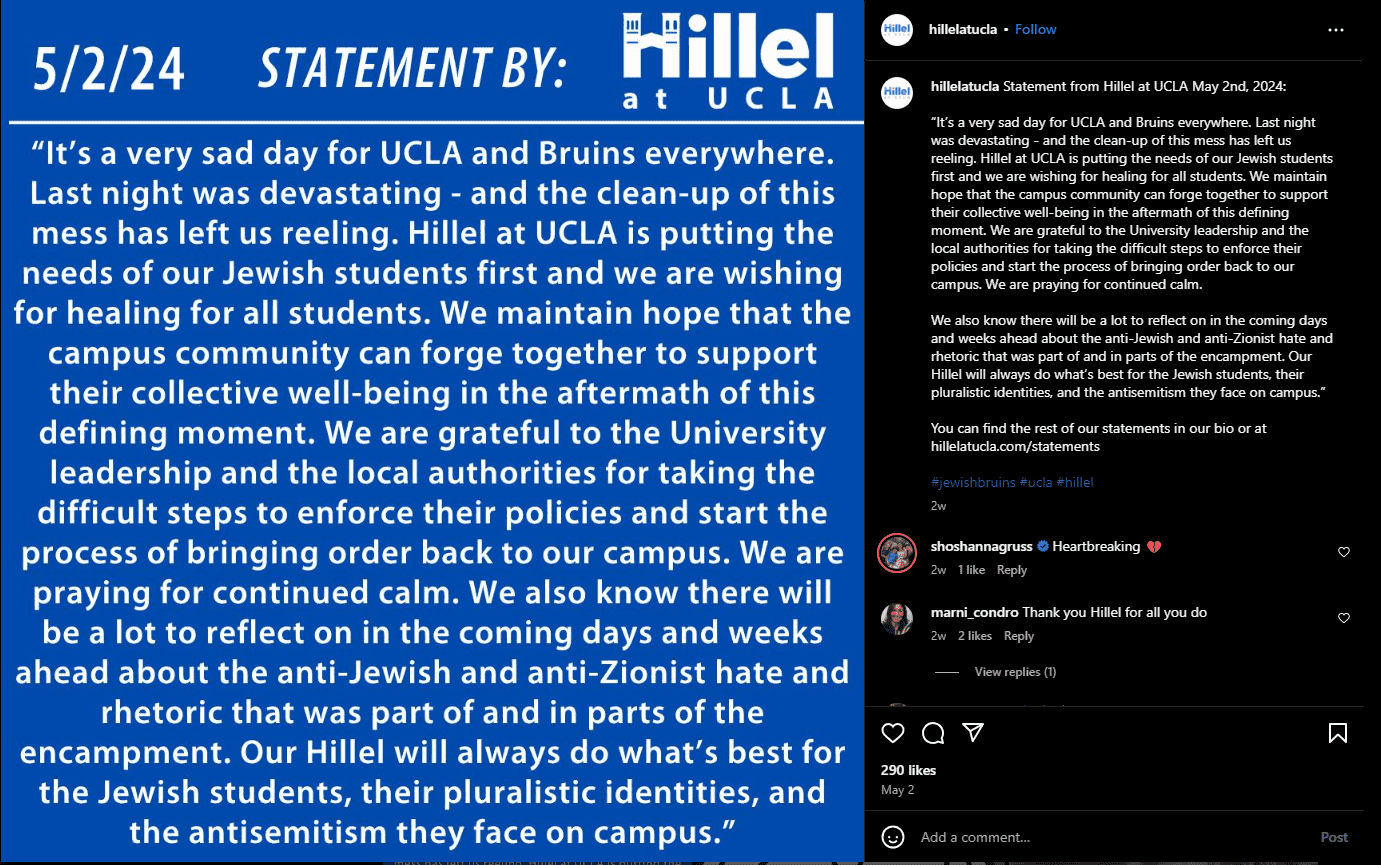 5/2/24 STATEMENT BY: Hillel
at UCLA
“It’s a very sad day for UCLA and Bruins everywhere.
Last night was devastating - and the clean-up of this
mess has left us reeling. Hillel at UCLA is putting the
needs of our Jewish students first and we are wishing
for healing for all students. We maintain hope that the
campus community can forge together to support
their collective well-being in the aftermath of this
defining moment. We are grateful to the University
leadership and the local authorities for taking the
difficult steps to enforce their policies and start the
process of bringing order back to our campus. We are
praying for continued calm. We also know there will
be a lot to reflect on in the coming days and weeks
ahead about the anti-Jewish and anti-Zionist hate and
rhetoric that was part of and in parts of the
encampment. Our Hillel will always do what’s best for
the Jewish students, their pluralistic identities, and
the antisemitism they face on campus.”
Hillel
hillelatucla • Follow
Hillel
hillelatucla Statement from Hillel at UCLA May 2nd, 2024:
“It’s a very sad day for UCLA and Bruins everywhere. Last night
was devastating - and the clean-up of this mess has left us
reeling. Hillel at UCLA is putting the needs of our Jewish students
first and we are wishing for healing for all students. We maintain
hope that the campus community can forge together to support
their collective well-being in the aftermath of this defining
moment. We are grateful to the University leadership and the
local authorities for taking the difficult steps to enforce their
policies and start the process of bringing order back to our
campus. We are praying for continued calm.
We also know there will be a lot to reflect on in the coming days
and weeks ahead about the anti-Jewish and anti-Zionist hate and
rhetoric that was part of and in parts of the encampment. Our
Hillel will always do what’s best for the Jewish students, their
pluralistic identities, and the antisemitism they face on campus.”
You can find the rest of our statements in our bio or at
hillelatucla.com/statements
#jewishbruins #ucla #hillel
2w
shoshannagruss Heartbreaking 💔
2w 1 like Reply
marni_condro Thank you Hillel for all you do
2w 2 likes Reply
View replies (1)
290 likes
May 2
Add a comment... Post